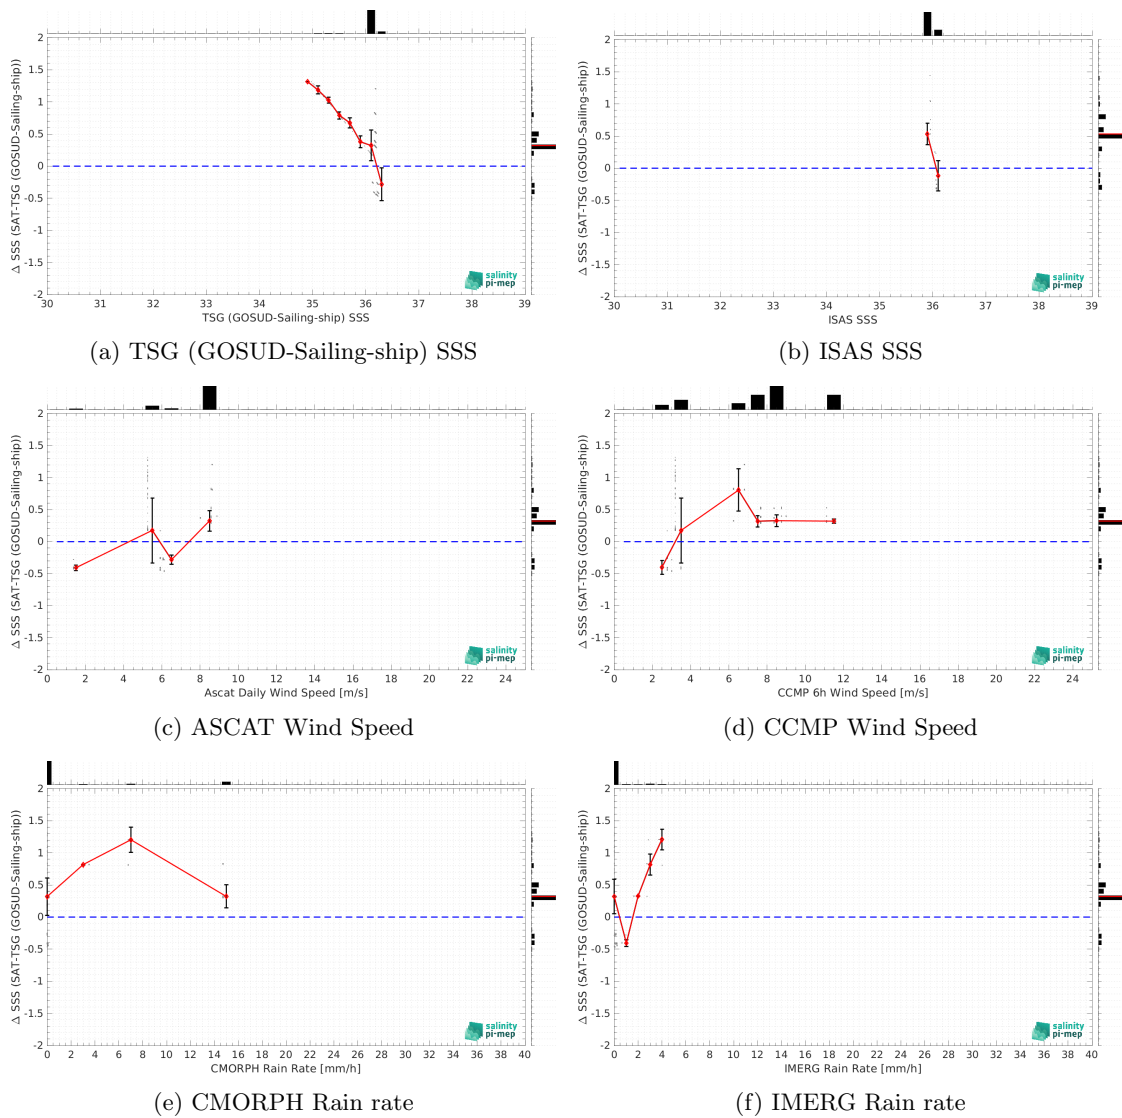 Δ SSS (SAT-TSG (GOSUD-Sailing-ship))
2
1.5
1
0.5
0
-0.5
-1
-1.5
-2
salinity
pi-mep
30 31 32 33 34 35 36 37 38 39
TSG (GOSUD-Sailing-ship) SSS
(a) TSG (GOSUD-Sailing-ship) SSS
Δ SSS (SAT-TSG (GOSUD-Sailing-ship))
2
1.5
1
0.5
0
-0.5
-1
-1.5
-2
salinity
pi-mep
30 31 32 33 34 35 36 37 38 39
ISAS SSS
(b) ISAS SSS
Δ SSS (SAT-TSG (GOSUD-Sailing-ship))
2
1.5
1
0.5
0
-0.5
-1
-1.5
-2
salinity
pi-mep
0 2 4 6 8 10 12 14 16 18 20 22 24
Ascat Daily Wind Speed [m/s]
(c) ASCAT Wind Speed
Δ SSS (SAT-TSG (GOSUD-Sailing-ship))
2
1.5
1
0.5
0
-0.5
-1
-1.5
-2
salinity
pi-mep
0 2 4 6 8 10 12 14 16 18 20 22 24
CCMP 6h Wind Speed [m/s]
(d) CCMP Wind Speed
Δ SSS (SAT-TSG (GOSUD-Sailing-ship))
2
1.5
1
0.5
0
-0.5
-1
-1.5
-2
salinity
pi-mep
0 2 4 6 8 10 12 14 16 18 20 22 24 26 28 30 32 34 36 38 40
CMORPH Rain Rate [mm/h]
(e) CMORPH Rain rate
Δ SSS (SAT-TSG (GOSUD-Sailing-ship))
2
1.5
1
0.5
0
-0.5
-1
-1.5
-2
salinity
pi-mep
0 2 4 6 8 10 12 14 16 18 20 22 24 26 28 30 32 34 36 38 40
IMERG Rain Rate [mm/h]
(f) IMERG Rain rate